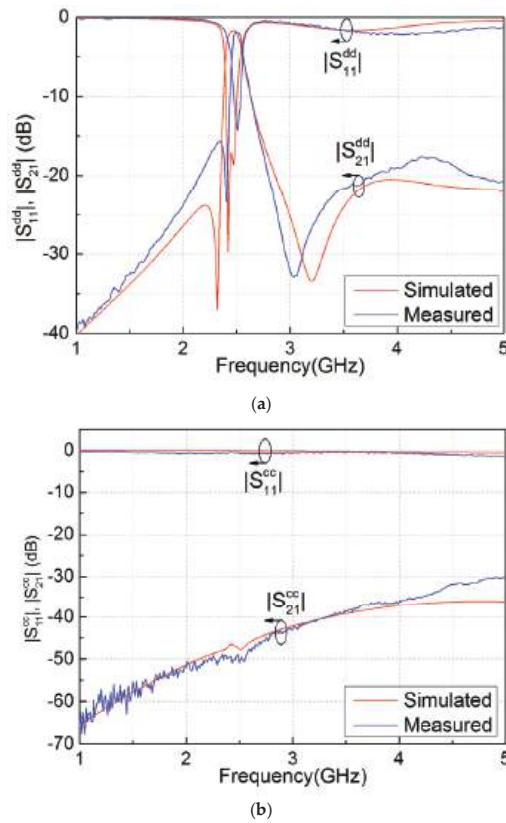 0
-10
-20
-30
-40
|S₁₁ᵈᵈ|, |S₂₁ᵈᵈ| (dB)
|S₁₁ᵈᵈ|
|S₂₁ᵈᵈ|
Simulated
Measured
1 2 3 4 5
Frequency(GHz)
(a)
0
-10
-20
-30
-40
-50
-60
-70
|S₁₁ᶜᶜ|, |S₂₁ᶜᶜ| (dB)
|S₁₁ᶜᶜ|
|S₂₁ᶜᶜ|
Simulated
Measured
1 2 3 4 5
Frequency(GHz)
(b)